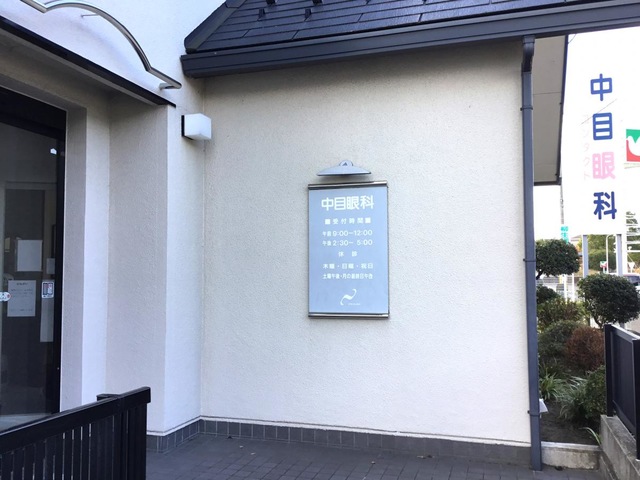 中目眼科
■受付時間■
午前 9:00〜12:00
午後 2:30〜 5:00
休 診
木曜・日曜・祝日
中目眼科